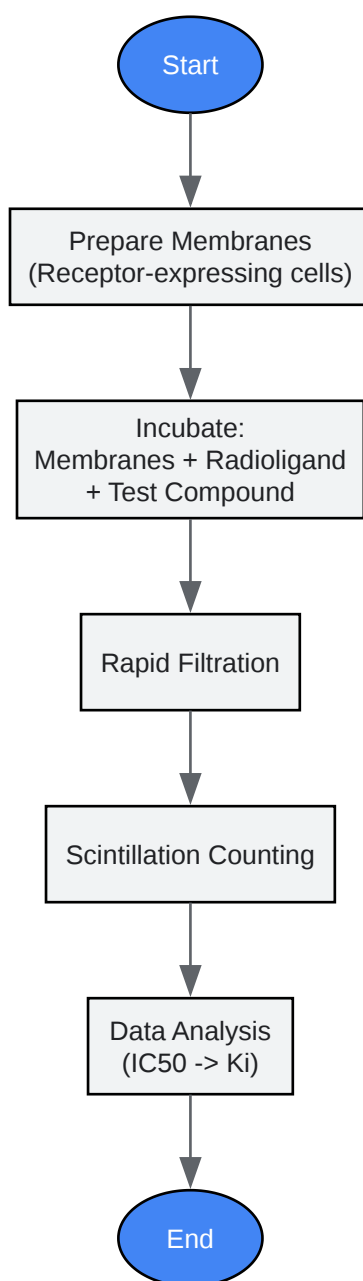 Start
Prepare Membranes
(Receptor-expressing cells)
Incubate:
Membranes + Radioligand
+ Test Compound
Rapid Filtration
Scintillation Counting
Data Analysis
(IC50 -> Ki)
End